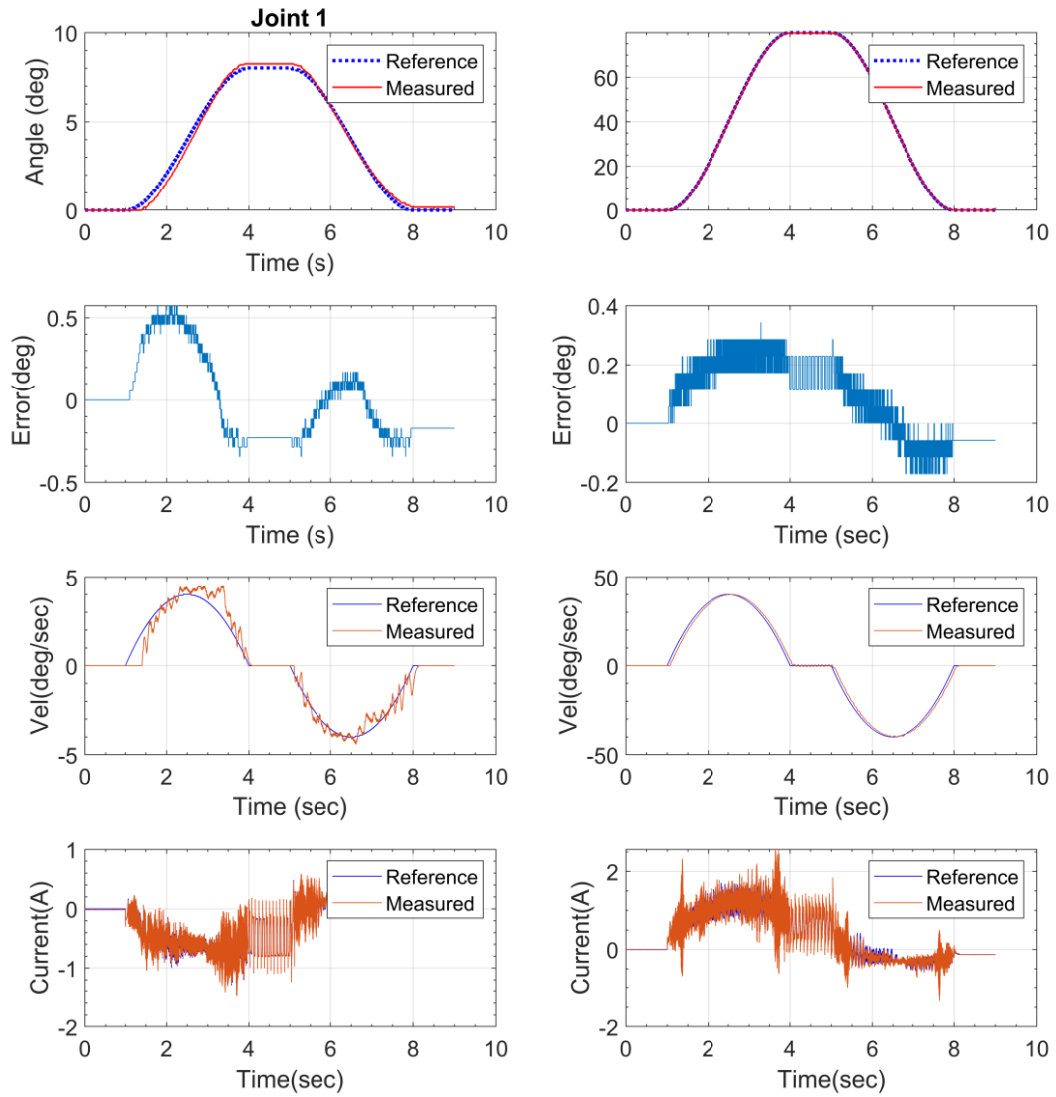 Joint 1
Angle (deg)
10
5
0
Reference
Measured
0 2 4 6 8 10
Time (s)
80
60
40
20
0
Reference
Measured
0 2 4 6 8 10
Error(deg)
0.5
0
-0.5
0 2 4 6 8 10
Time (s)
Error(deg)
0.4
0.2
0
-0.2
0 2 4 6 8 10
Time (sec)
Vel(deg/sec)
5
0
-5
Reference
Measured
0 2 4 6 8 10
Time (sec)
Vel(deg/sec)
50
0
-50
Reference
Measured
0 2 4 6 8 10
Time (sec)
Current(A)
1
0
-1
-2
Reference
Measured
0 2 4 6 8 10
Time(sec)
Current(A)
2
0
-2
Reference
Measured
0 2 4 6 8 10
Time(sec)